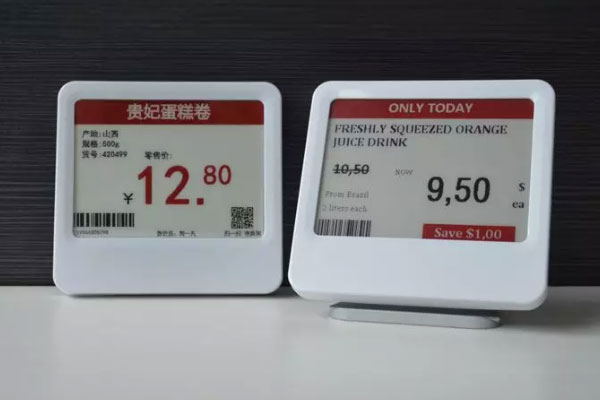 贵妃蛋糕卷
产地:山西
规格:500g
货号:420499 零售价:
¥ 12.80
ONLY TODAY
FRESHLY SQUEEZED ORANGE
JUICE DRINK
10,50 NOW 9,50 $
ea
From Brazil
2 liters each
Save $1,00